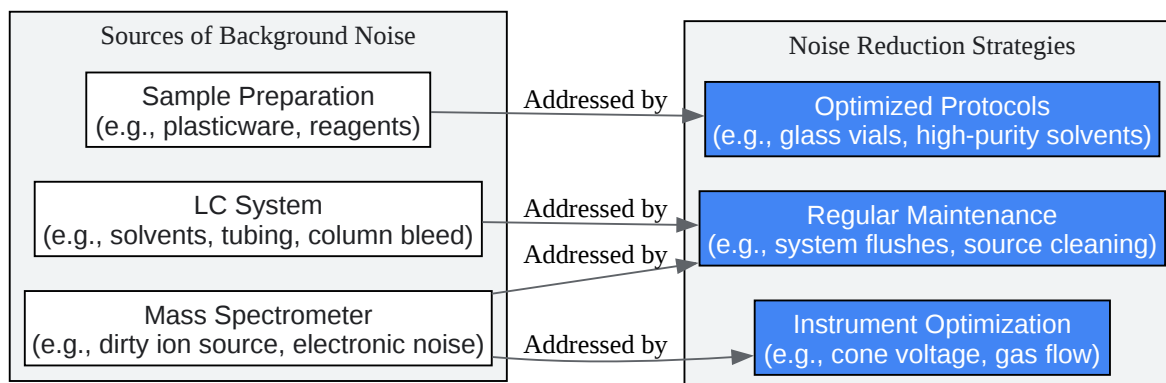 Sources of Background Noise
Sample Preparation
(e.g., plasticware, reagents)
LC System
(e.g., solvents, tubing, column bleed)
Mass Spectrometer
(e.g., dirty ion source, electronic noise)
Addressed by
Addressed by
Addressed by
Addressed by
Noise Reduction Strategies
Optimized Protocols
(e.g., glass vials, high-purity solvents)
Regular Maintenance
(e.g., system flushes, source cleaning)
Instrument Optimization
(e.g., cone voltage, gas flow)